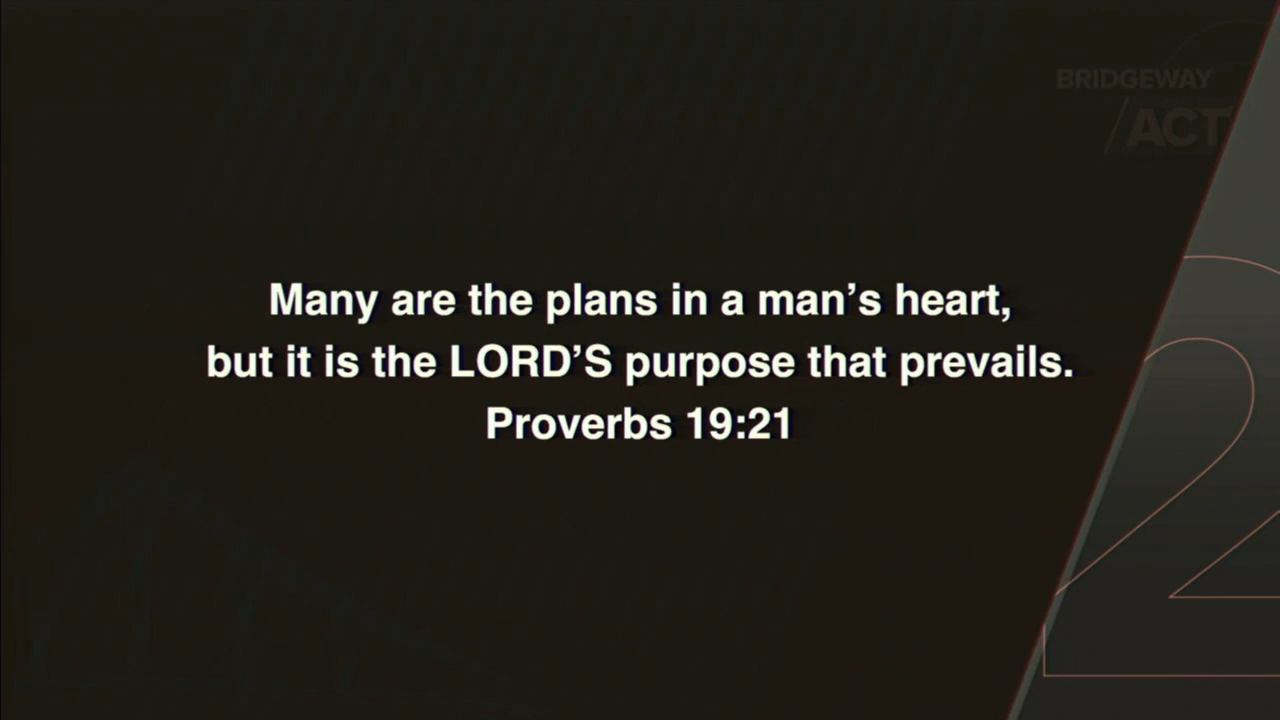 BRIDGEWAY
/ACT
Many are the plans in a man’s heart,
but it is the LORD’S purpose that prevails.
Proverbs 19:21
2